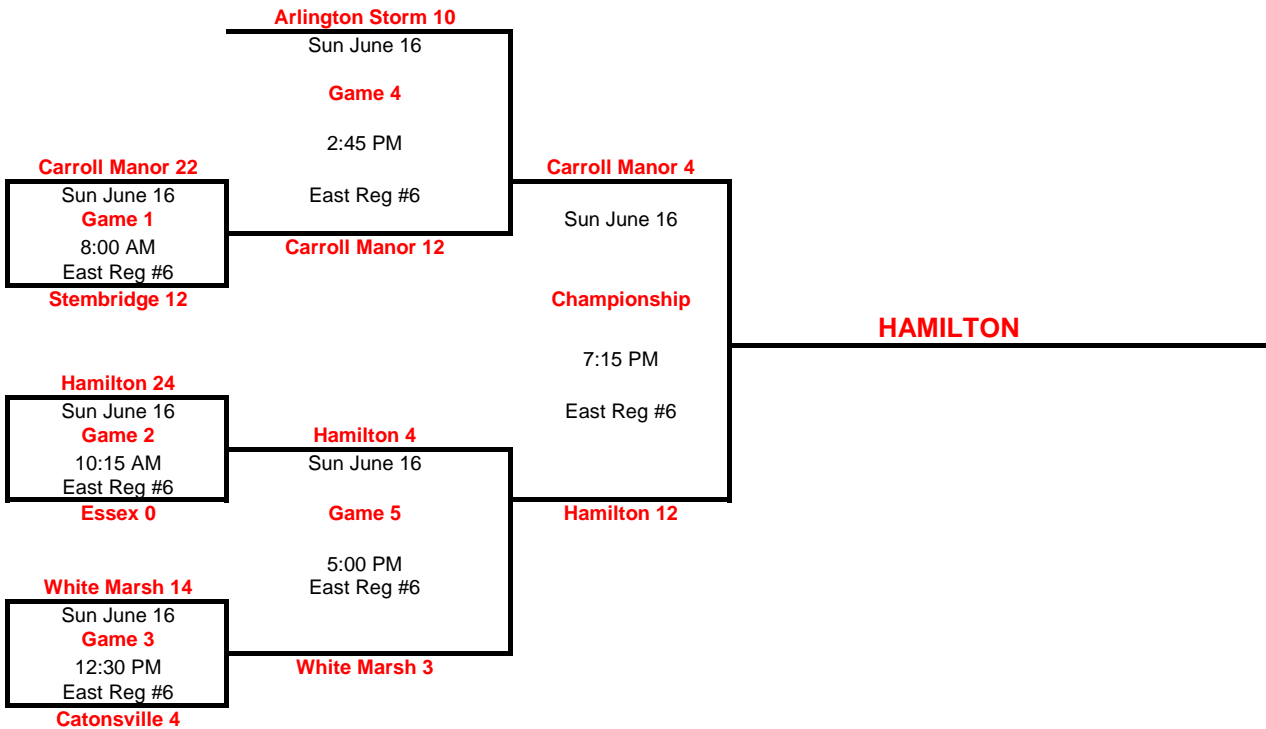 Arlington Storm 10
Sun June 16
Game 4
2:45 PM
East Reg #6
Carroll Manor 12
Carroll Manor 22
Sun June 16
Game 1
8:00 AM
East Reg #6
Stembridge 12
Carroll Manor 4
Sun June 16
Championship
7:15 PM
East Reg #6
Hamilton 12
HAMILTON
Hamilton 24
Sun June 16
Game 2
10:15 AM
East Reg #6
Essex 0
Hamilton 4
Sun June 16
Game 5
5:00 PM
East Reg #6
White Marsh 3
White Marsh 14
Sun June 16
Game 3
12:30 PM
East Reg #6
Catonsville 4